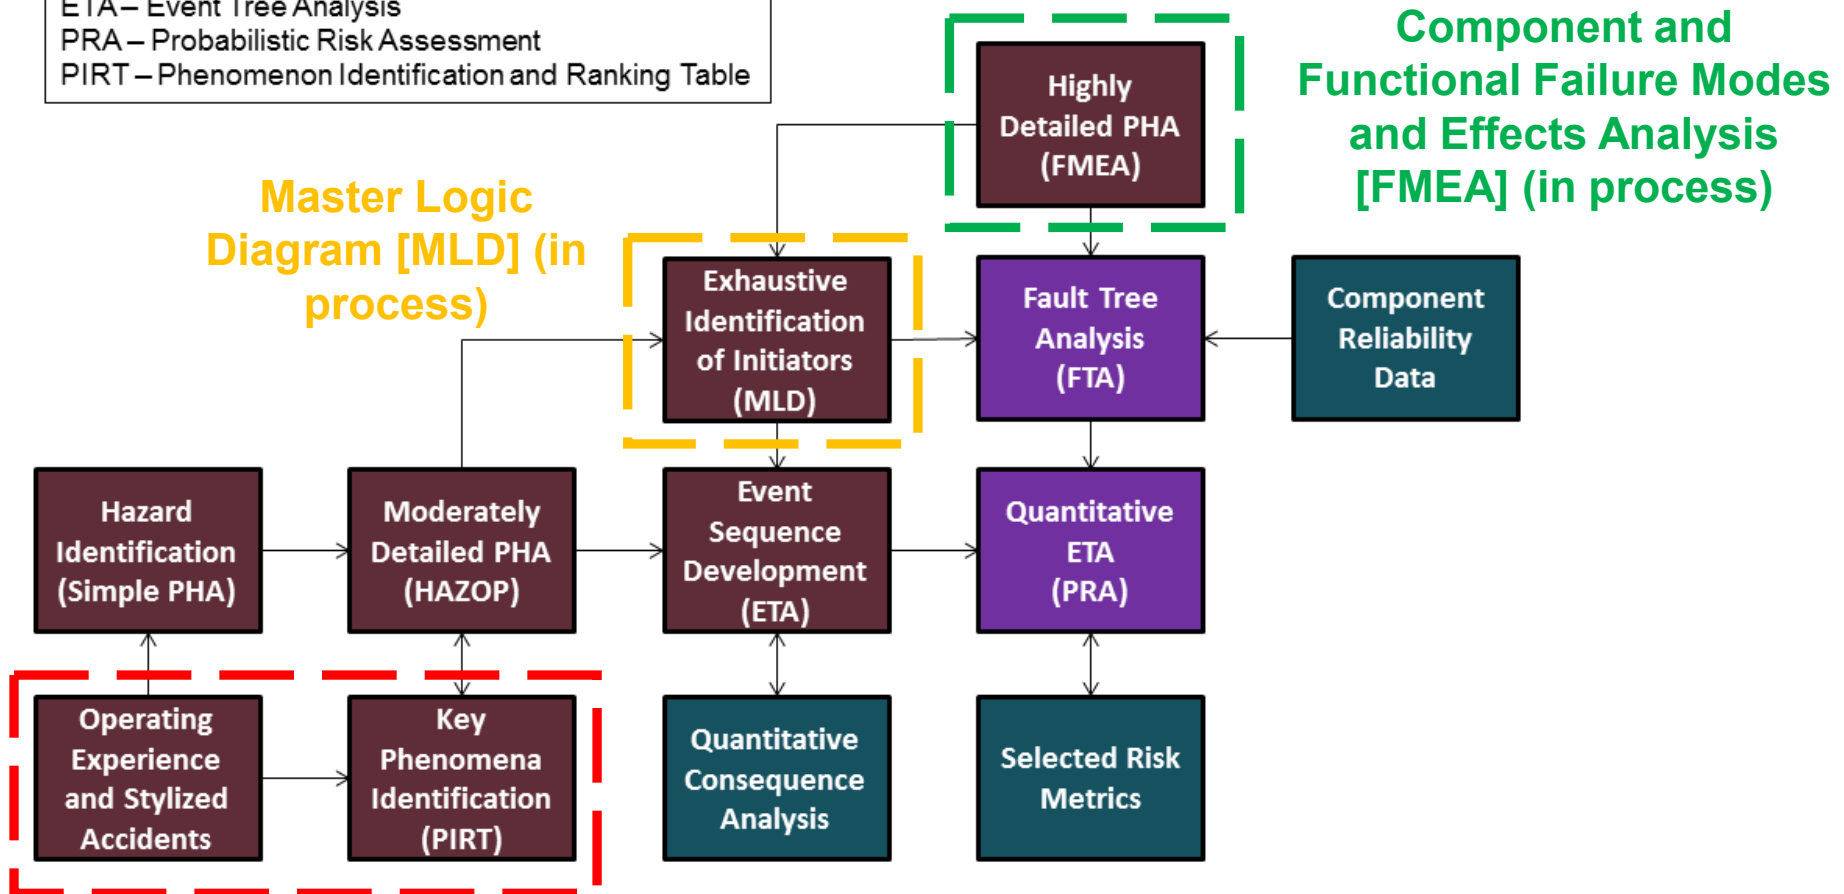 ETA – Event Tree Analysis
PRA – Probabilistic Risk Assessment
PIRT – Phenomenon Identification and Ranking Table
Component and
Functional Failure Modes
and Effects Analysis
[FMEA] (in process)
Highly
Detailed PHA
(FMEA)
Master Logic
Diagram [MLD] (in
process)
Exhaustive
Identification
of Initiators
(MLD)
Fault Tree
Analysis
(FTA)
Component
Reliability
Data
Hazard
Identification
(Simple PHA)
Moderately
Detailed PHA
(HAZOP)
Event
Sequence
Development
(ETA)
Quantitative
ETA
(PRA)
Operating
Experience
and Stylized
Accidents
Key
Phenomena
Identification
(PIRT)
Quantitative
Consequence
Analysis
Selected Risk
Metrics